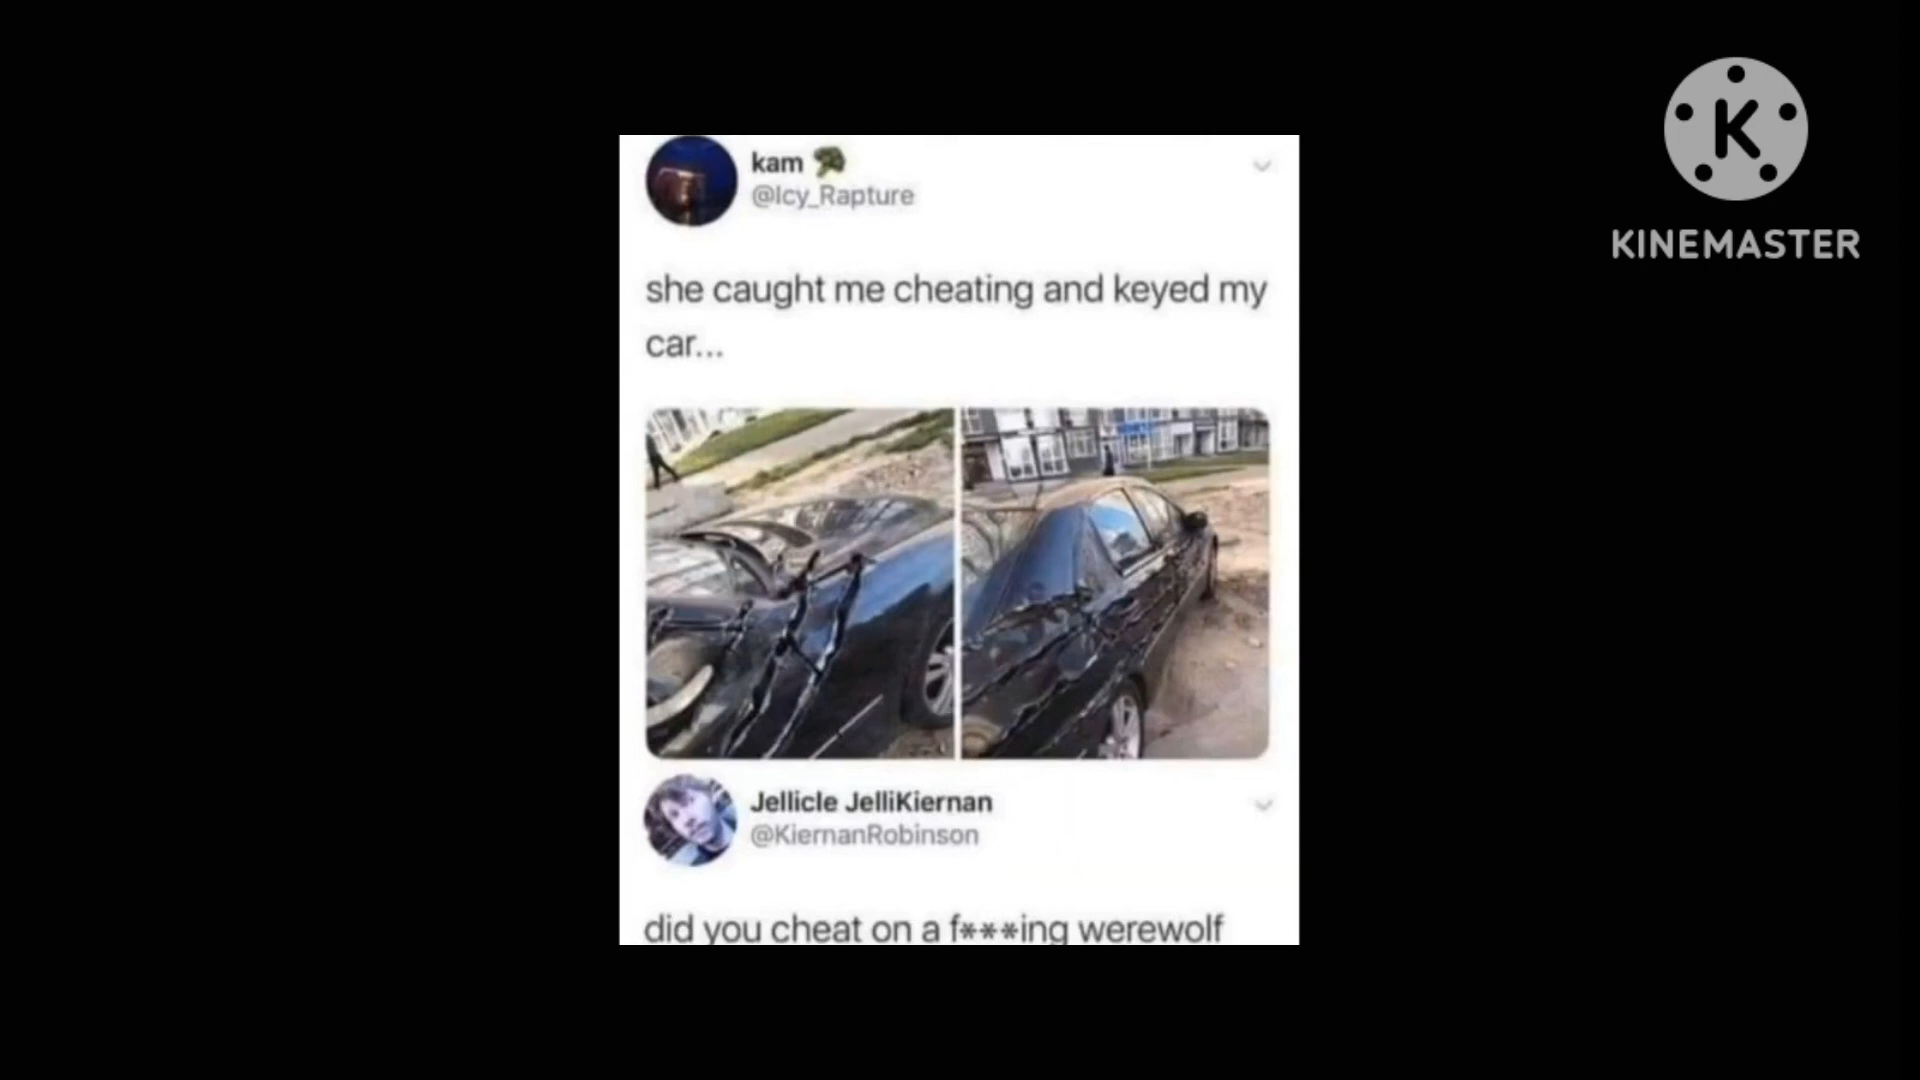 kam
@Icy_Rapture
she caught me cheating and keyed my
car...
Jellicle JelliKiernan
@KiernanRobinson
did you cheat on a f***ing werewolf
K
KINEMASTER